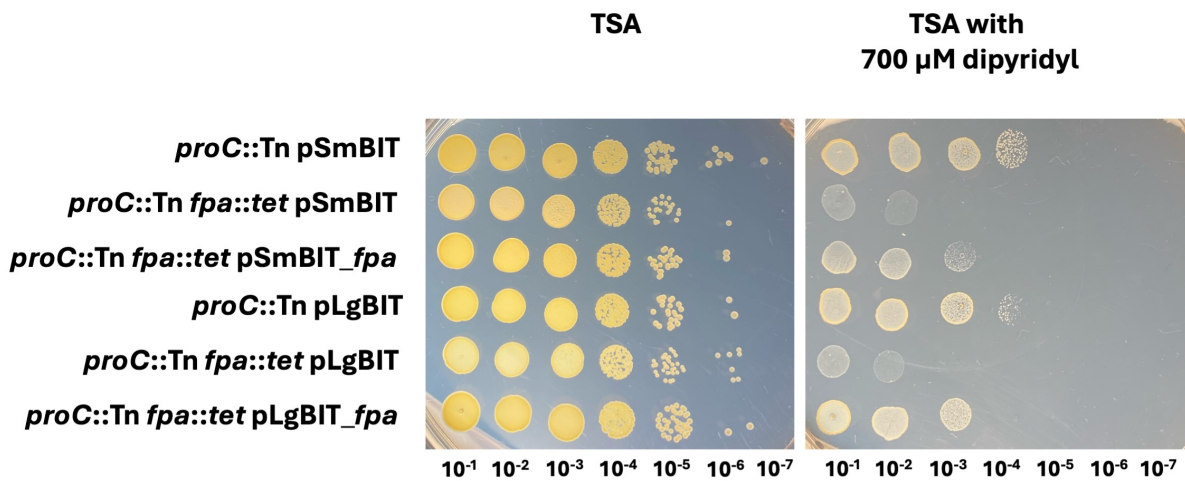 TSA
TSA with
700 µM dipyridyl
proC::Tn pSmBIT
proC::Tn fpa::tet pSmBIT
proC::Tn fpa::tet pSmBIT_fpa
proC::Tn pLgBIT
proC::Tn fpa::tet pLgBIT
proC::Tn fpa::tet pLgBIT_fpa
10⁻¹ 10⁻² 10⁻³ 10⁻⁴ 10⁻⁵ 10⁻⁶ 10⁻⁷
10⁻¹ 10⁻² 10⁻³ 10⁻⁴ 10⁻⁵ 10⁻⁶ 10⁻⁷